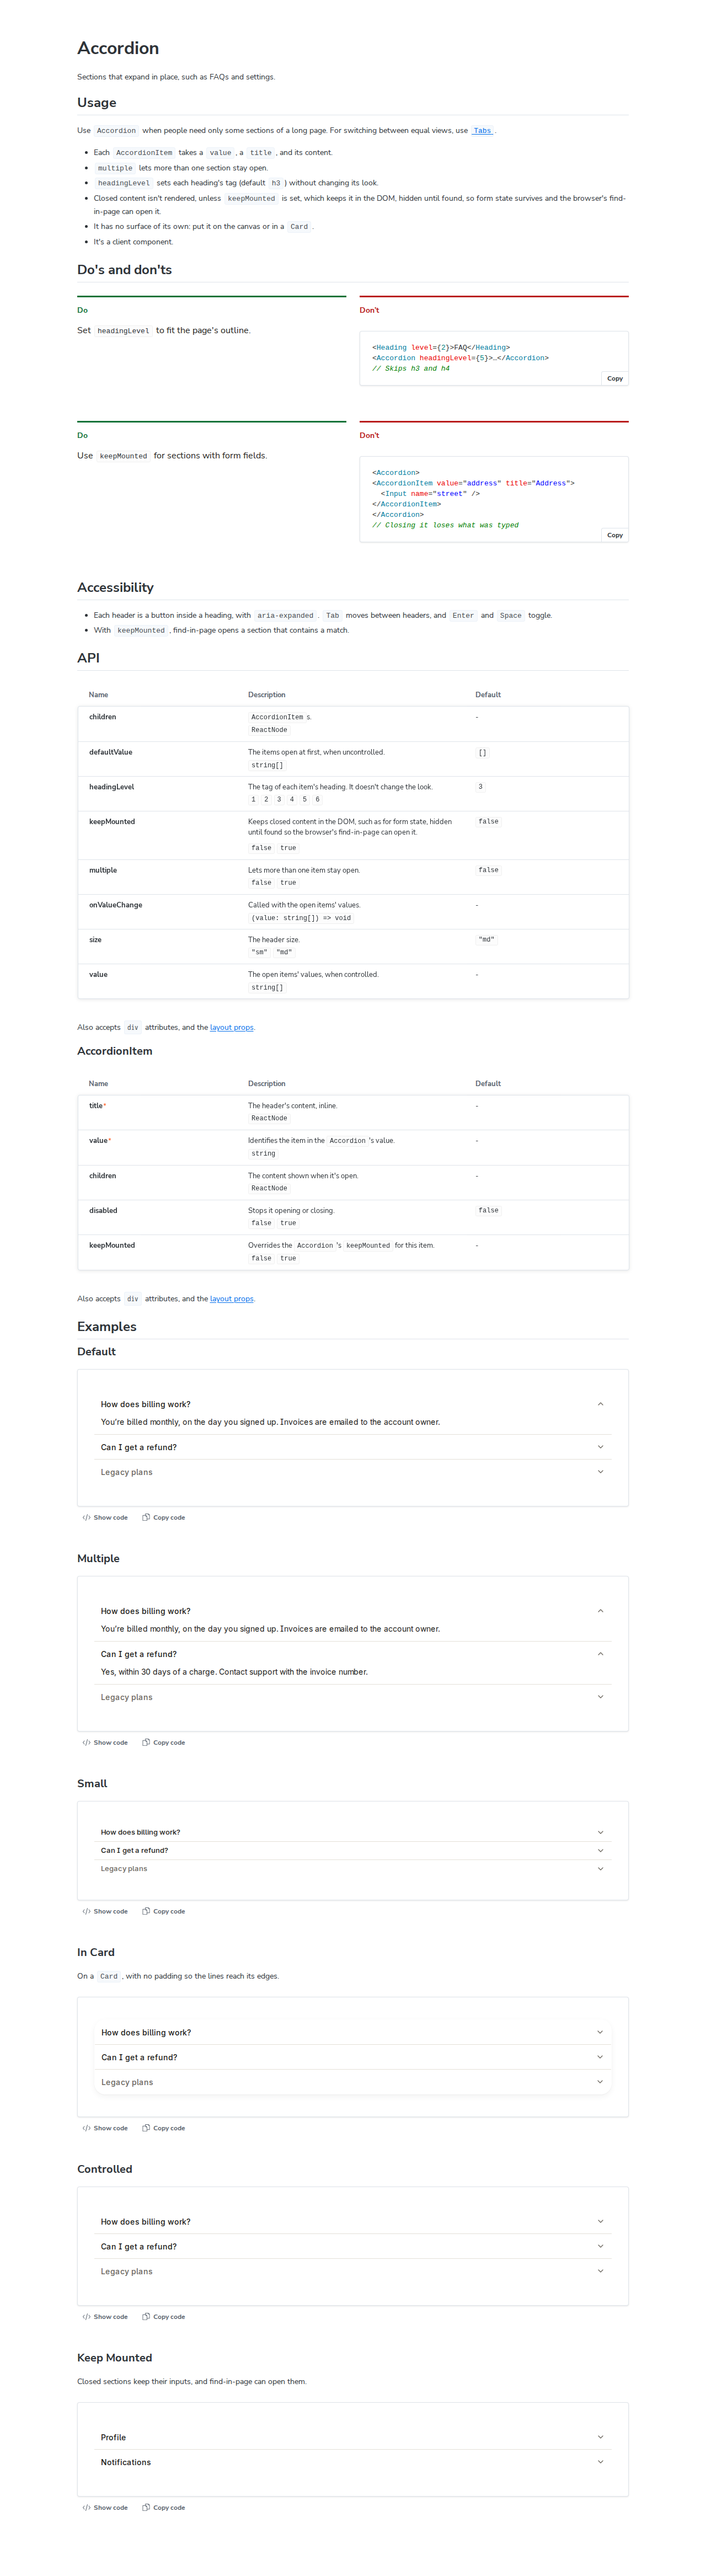 Accordion
Sections that expand in place, such as FAQs and settings.
Usage
Use Accordion when people need only some sections of a long page. For switching between equal views, use Tabs.
Each AccordionItem takes a value, a title, and its content.
multiple lets more than one section stay open.
headingLevel sets each heading's tag (default h3) without changing its look.
Closed content isn't rendered, unless keepMounted is set, which keeps it in the DOM, hidden until found, so form state survives and the browser's find-
in-page can open it.
It has no surface of its own: put it on the canvas or in a Card.
It's a client component.
Do's and don'ts
Do
Set headingLevel to fit the page's outline.
Don't
<Heading level={2}>FAQ</Heading>
<Accordion headingLevel={5}>…</Accordion>
// Skips h3 and h4
Copy
Do
Use keepMounted for sections with form fields.
Don't
<Accordion>
<AccordionItem value="address" title="Address">
<Input name="street" />
</AccordionItem>
</Accordion>
// Closing it loses what was typed
Copy
Accessibility
Each header is a button inside a heading, with aria-expanded. Tab moves between headers, and Enter and Space toggle.
With keepMounted, find-in-page opens a section that contains a match.
API
Name Description Default
children AccordionItem s. -
ReactNode
defaultValue The items open at first, when uncontrolled. []
string[]
headingLevel The tag of each item's heading. It doesn't change the look. 3
1 2 3 4 5 6
keepMounted Keeps closed content in the DOM, such as for form state, hidden false
until found so the browser's find-in-page can open it.
false true
multiple Lets more than one item stay open. false
false true
onValueChange Called with the open items' values. -
(value: string[]) => void
size The header size. "md"
"sm" "md"
value The open items' values, when controlled. -
string[]
Also accepts div attributes, and the layout props.
AccordionItem
Name Description Default
title* The header's content, inline. -
ReactNode
value* Identifies the item in the Accordion 's value. -
string
children The content shown when it's open. -
ReactNode
disabled Stops it opening or closing. false
false true
keepMounted Overrides the Accordion 's keepMounted for this item. -
false true
Also accepts div attributes, and the layout props.
Examples
Default
How does billing work?
You're billed monthly, on the day you signed up. Invoices are emailed to the account owner.
Can I get a refund?
Legacy plans
Show code Copy code
Multiple
How does billing work?
You're billed monthly, on the day you signed up. Invoices are emailed to the account owner.
Can I get a refund?
Yes, within 30 days of a charge. Contact support with the invoice number.
Legacy plans
Show code Copy code
Small
How does billing work?
Can I get a refund?
Legacy plans
Show code Copy code
In Card
On a Card, with no padding so the lines reach its edges.
How does billing work?
Can I get a refund?
Legacy plans
Show code Copy code
Controlled
How does billing work?
Can I get a refund?
Legacy plans
Show code Copy code
Keep Mounted
Closed sections keep their inputs, and find-in-page can open them.
Profile
Notifications
Show code Copy code